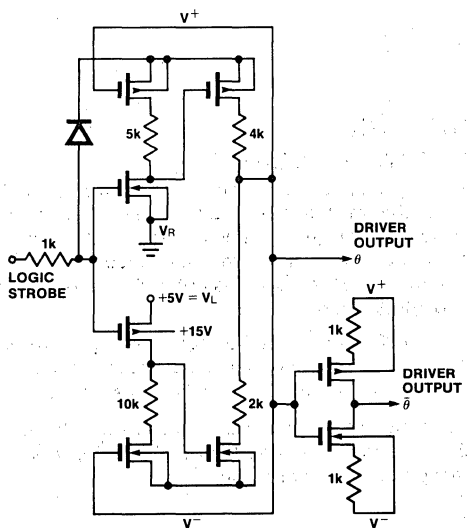 V+
5k
4k
1k
VR
LOGIC
STROBE
+5V = VL
+15V
10k
2k
V−
DRIVER
OUTPUT
θ
V+
1k
DRIVER
OUTPUT
θ̄
1k
V−